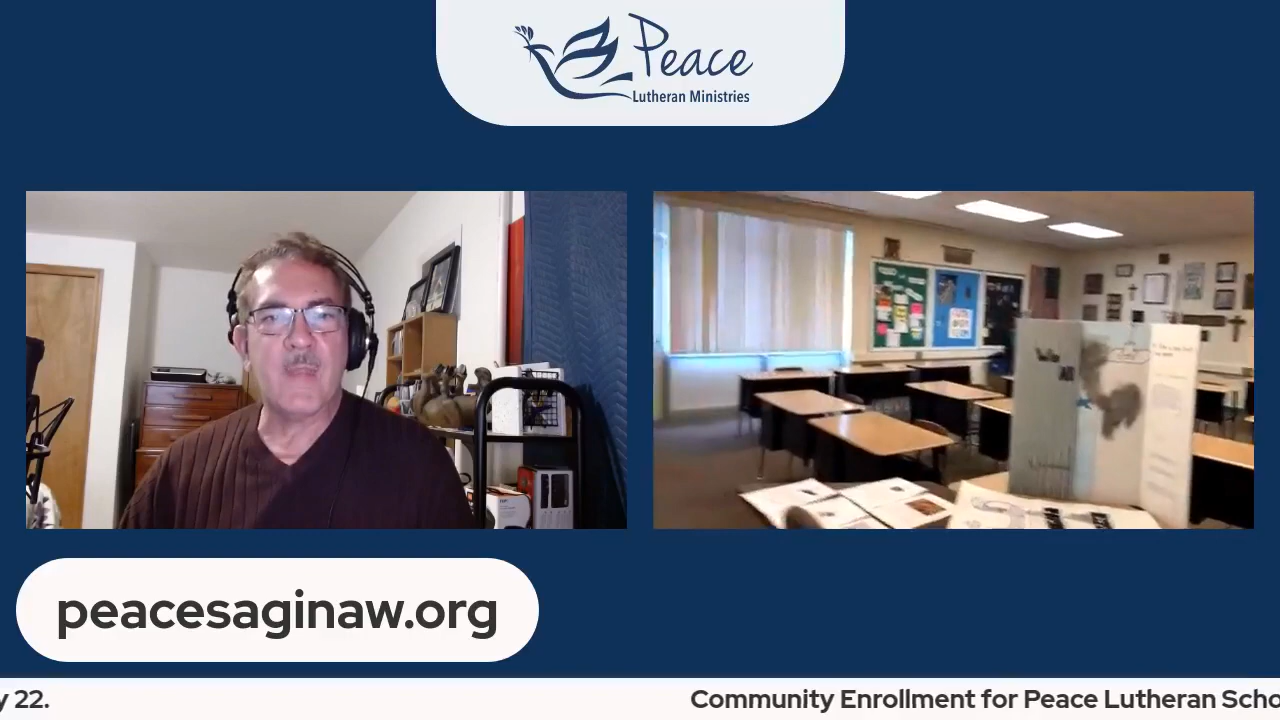 Peace
Lutheran Ministries
peacesaginaw.org
y 22.
Community Enrollment for Peace Lutheran Scho